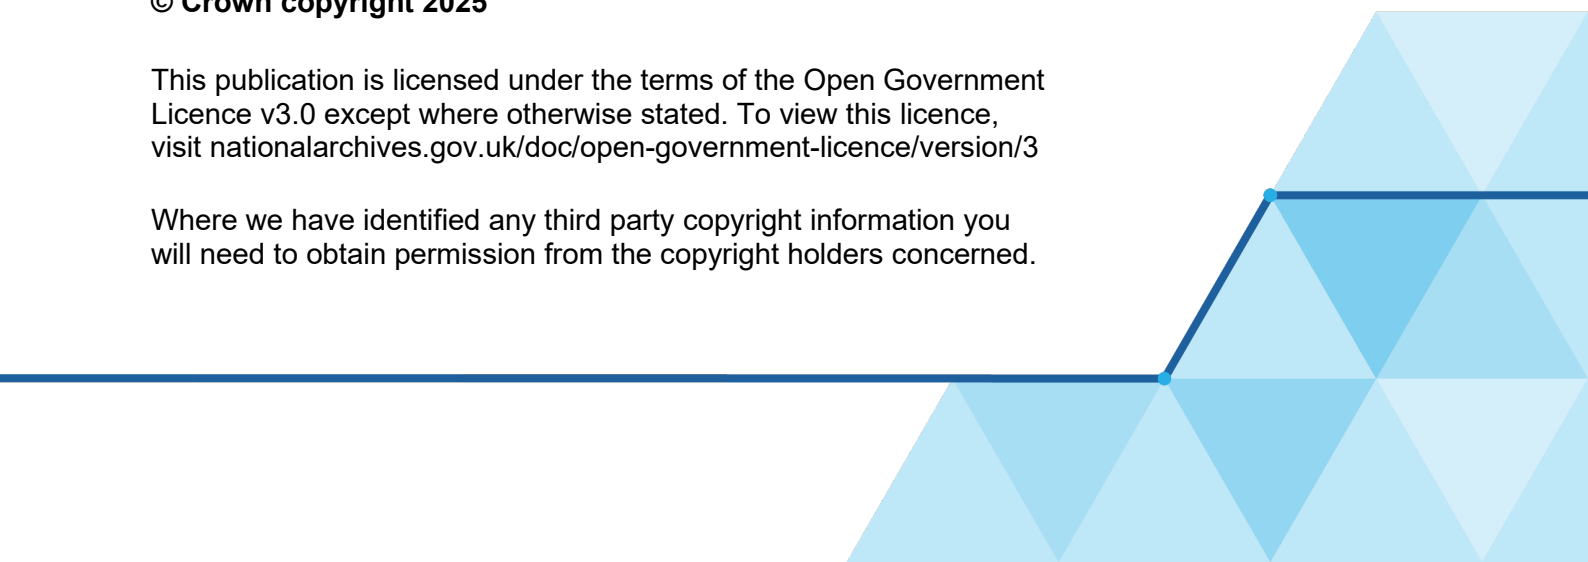 © Crown copyright 2025
This publication is licensed under the terms of the Open Government
Licence v3.0 except where otherwise stated. To view this licence,
visit nationalarchives.gov.uk/doc/open-government-licence/version/3
Where we have identified any third party copyright information you
will need to obtain permission from the copyright holders concerned.